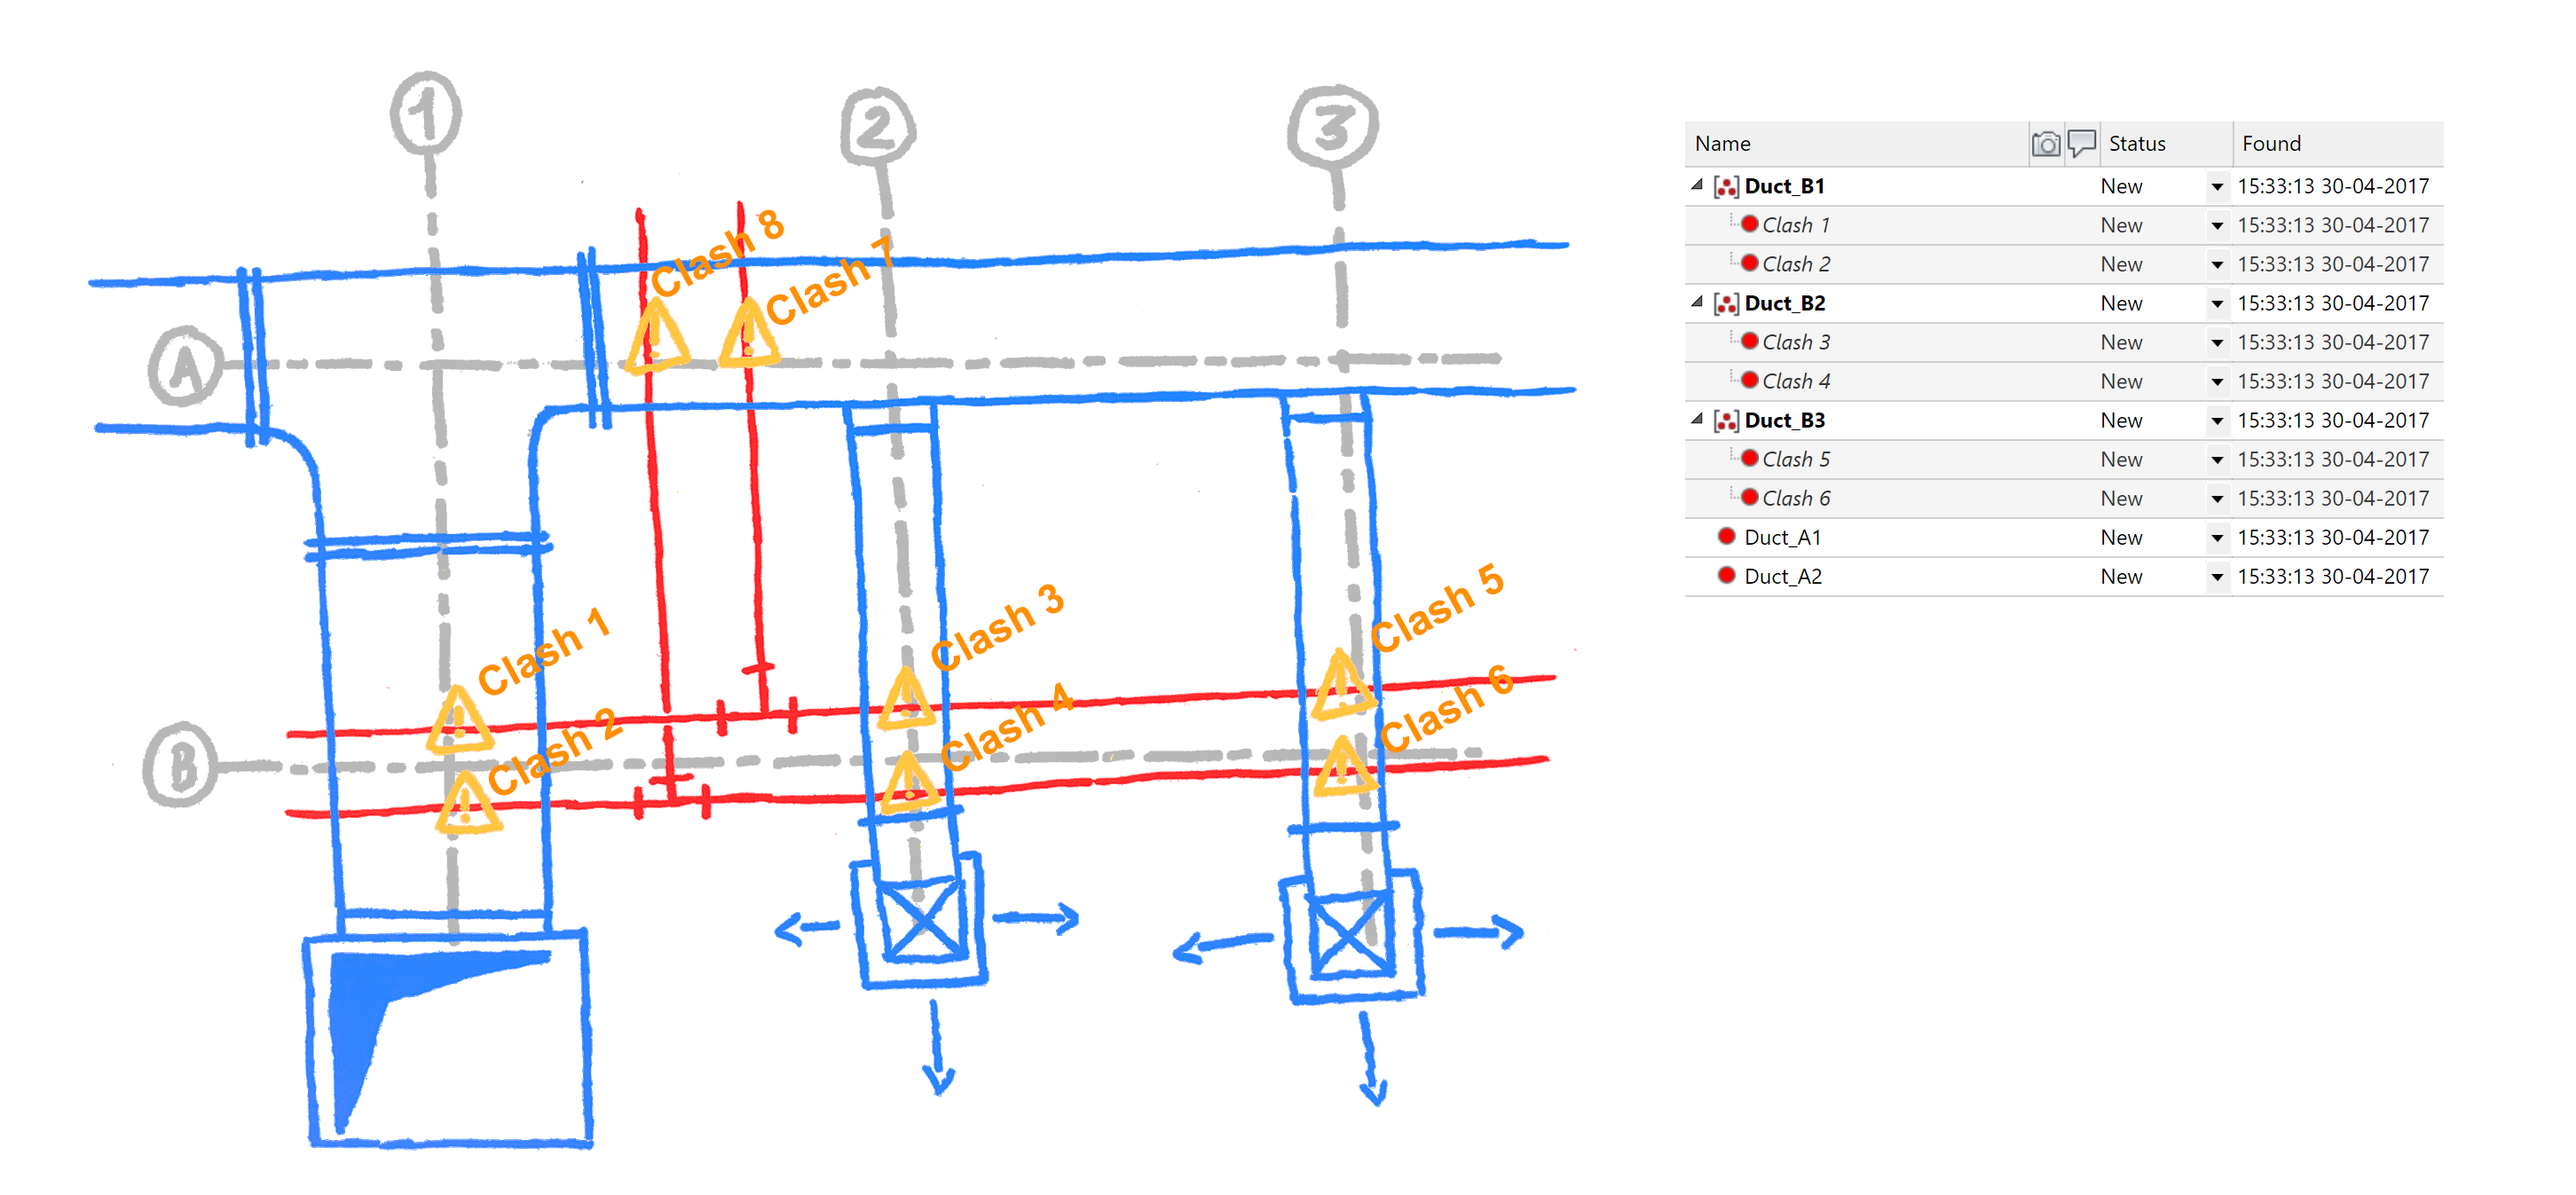 1
2
3
A
B
Clash 8
Clash 7
Clash 1
Clash 2
Clash 3
Clash 4
Clash 5
Clash 6
Name Status Found
Duct_B1 New 15:33:13 30-04-2017
Clash 1 New 15:33:13 30-04-2017
Clash 2 New 15:33:13 30-04-2017
Duct_B2 New 15:33:13 30-04-2017
Clash 3 New 15:33:13 30-04-2017
Clash 4 New 15:33:13 30-04-2017
Duct_B3 New 15:33:13 30-04-2017
Clash 5 New 15:33:13 30-04-2017
Clash 6 New 15:33:13 30-04-2017
Duct_A1 New 15:33:13 30-04-2017
Duct_A2 New 15:33:13 30-04-2017